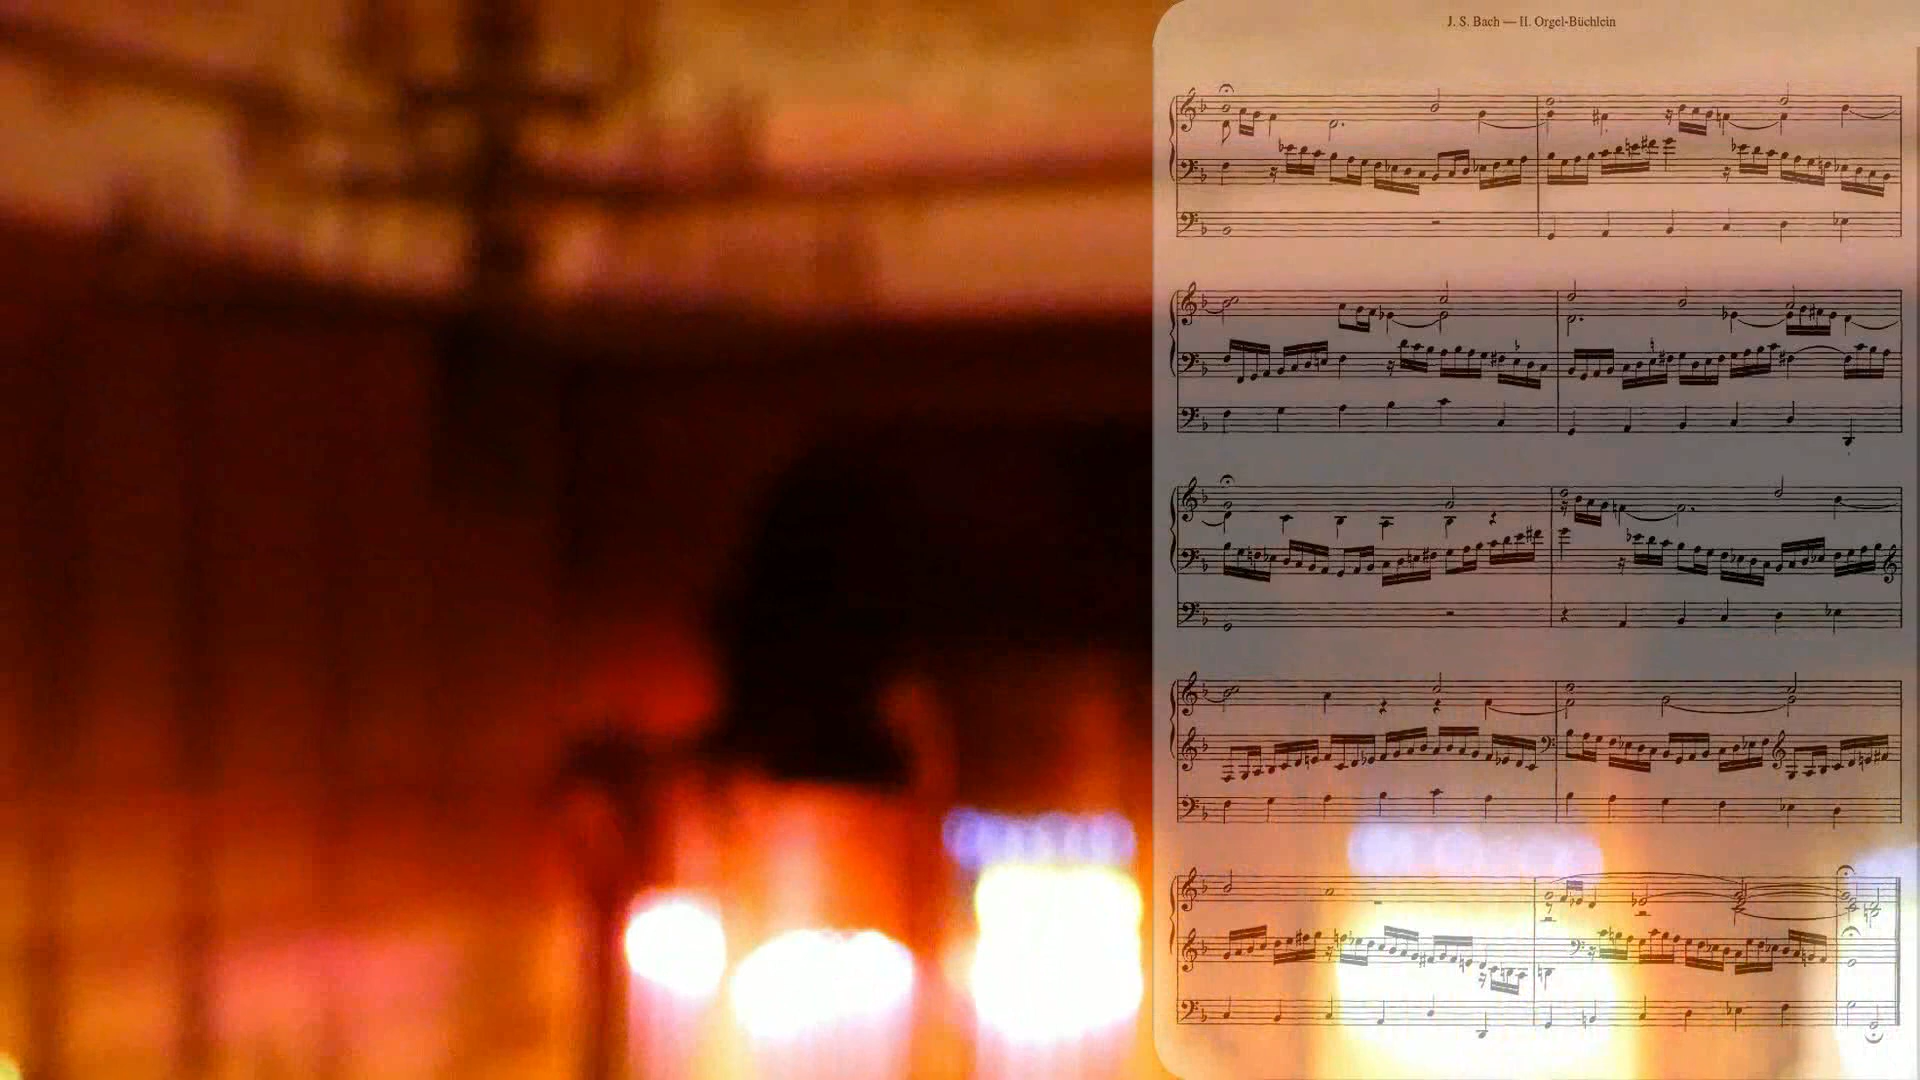 J. S. Bach — II. Orgel-Büchlein